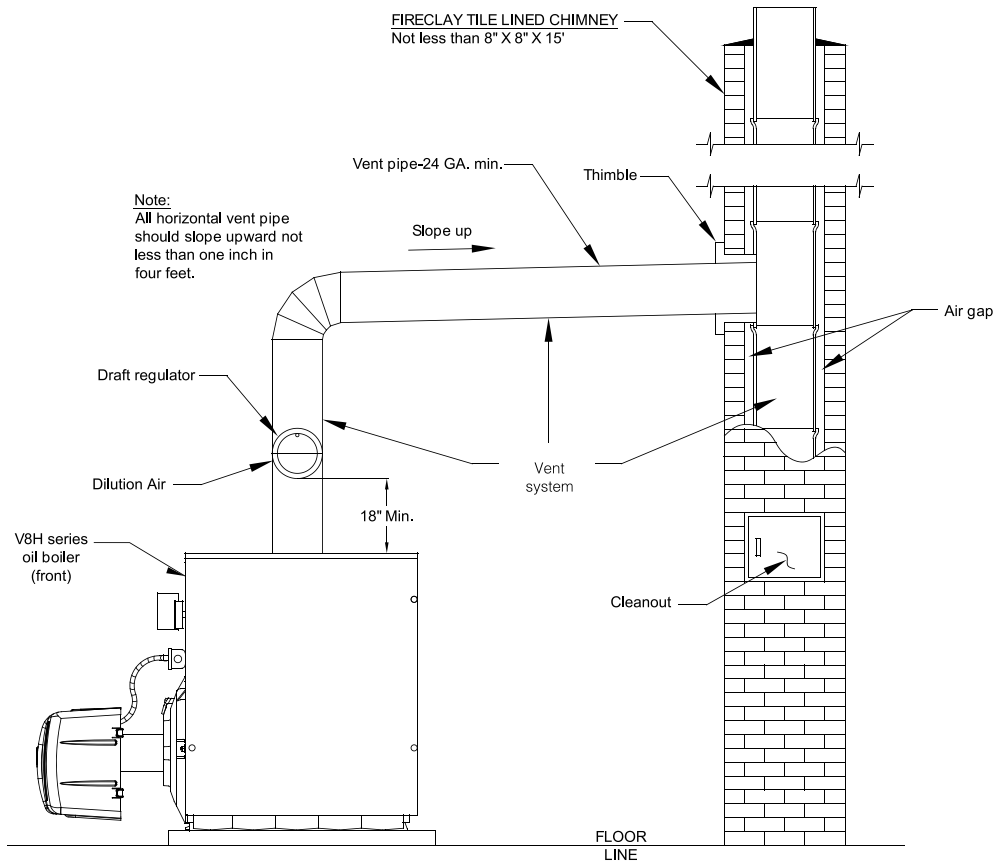 FIRECLAY TILE LINED CHIMNEY
Not less than 8" X 8" X 15'
Vent pipe-24 GA. min.
Thimble
Note:
All horizontal vent pipe
should slope upward not
less than one inch in
four feet.
Slope up
Air gap
Draft regulator
Dilution Air
Vent
system
18" Min.
V8H series
oil boiler
(front)
Cleanout
FLOOR
LINE